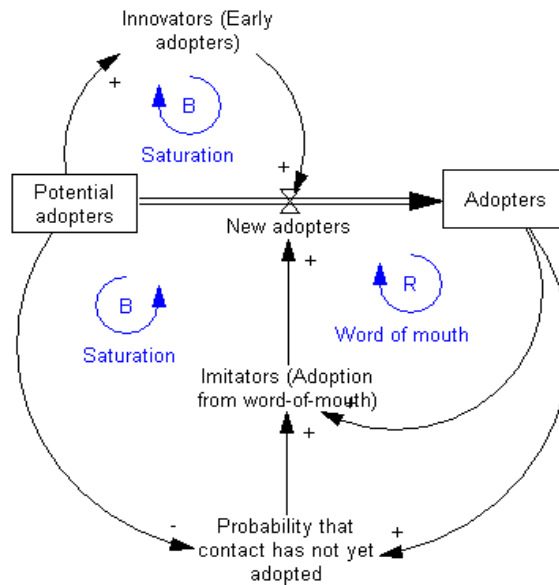 Innovators (Early
adopters)
+
B
Saturation
+
Potential
adopters
Adopters
New adopters
+
B
Saturation
R
Word of mouth
Imitators (Adoption
from word-of-mouth)
+
+
-
Probability that
contact has not yet
adopted
+